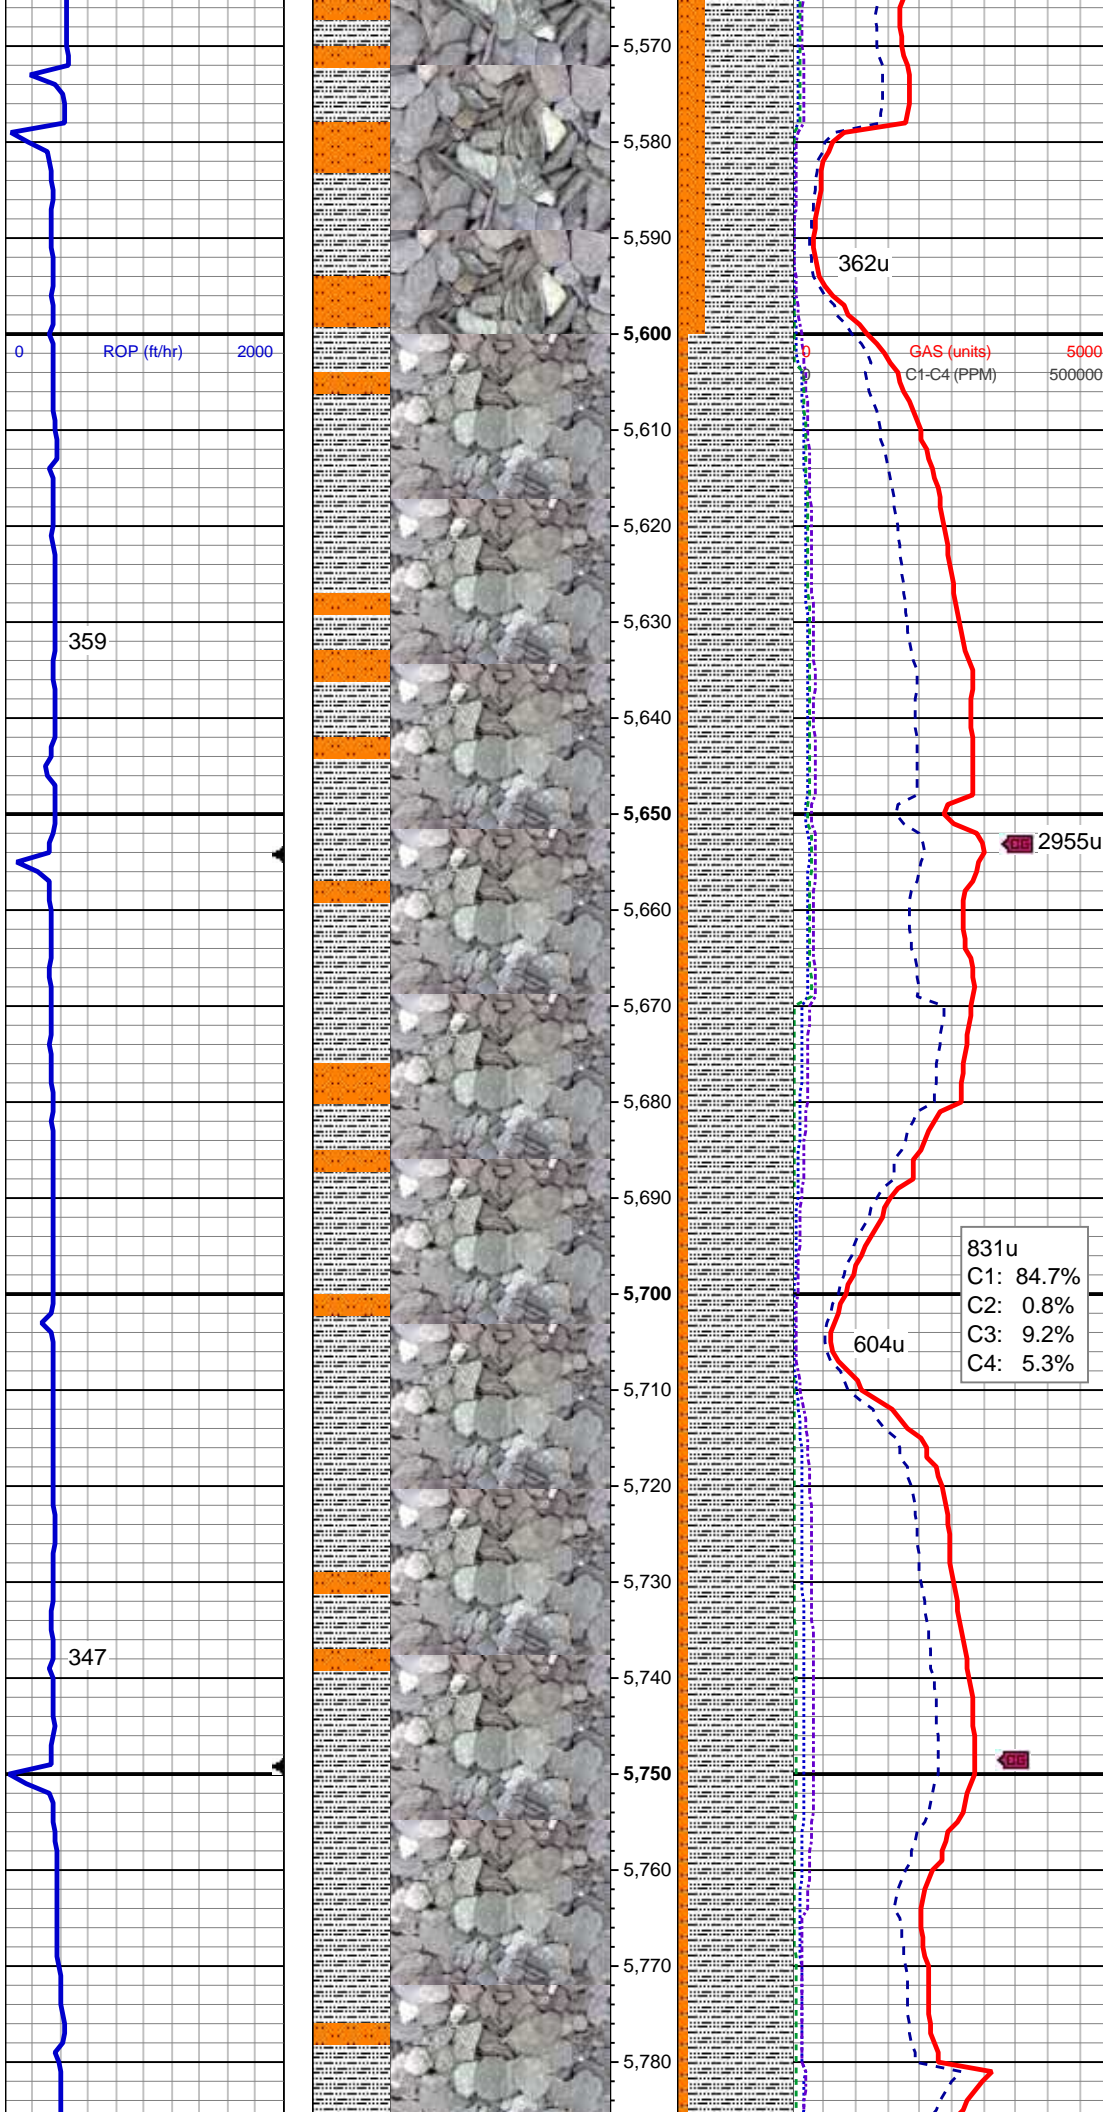 5,570
5,580
5,590
362u
5,600
0 ROP (ft/hr) 2000
0 GAS (units) 5000
0 C1-C4 (PPM) 500000
5,610
5,620
5,630
359
5,640
5,650
CG 2955u
5,660
5,670
5,680
5,690
831u
C1: 84.7%
C2: 0.8%
C3: 9.2%
C4: 5.3%
5,700
604u
5,710
5,720
5,730
347
5,740
CG
5,750
5,760
5,770
5,780